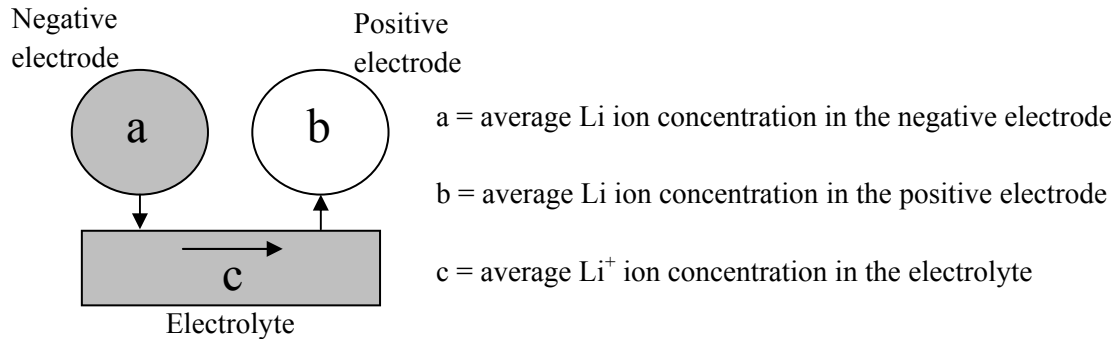 Negative
electrode
Positive
electrode
a
b
a = average Li ion concentration in the negative electrode
b = average Li ion concentration in the positive electrode
c = average Li⁺ ion concentration in the electrolyte
c
Electrolyte